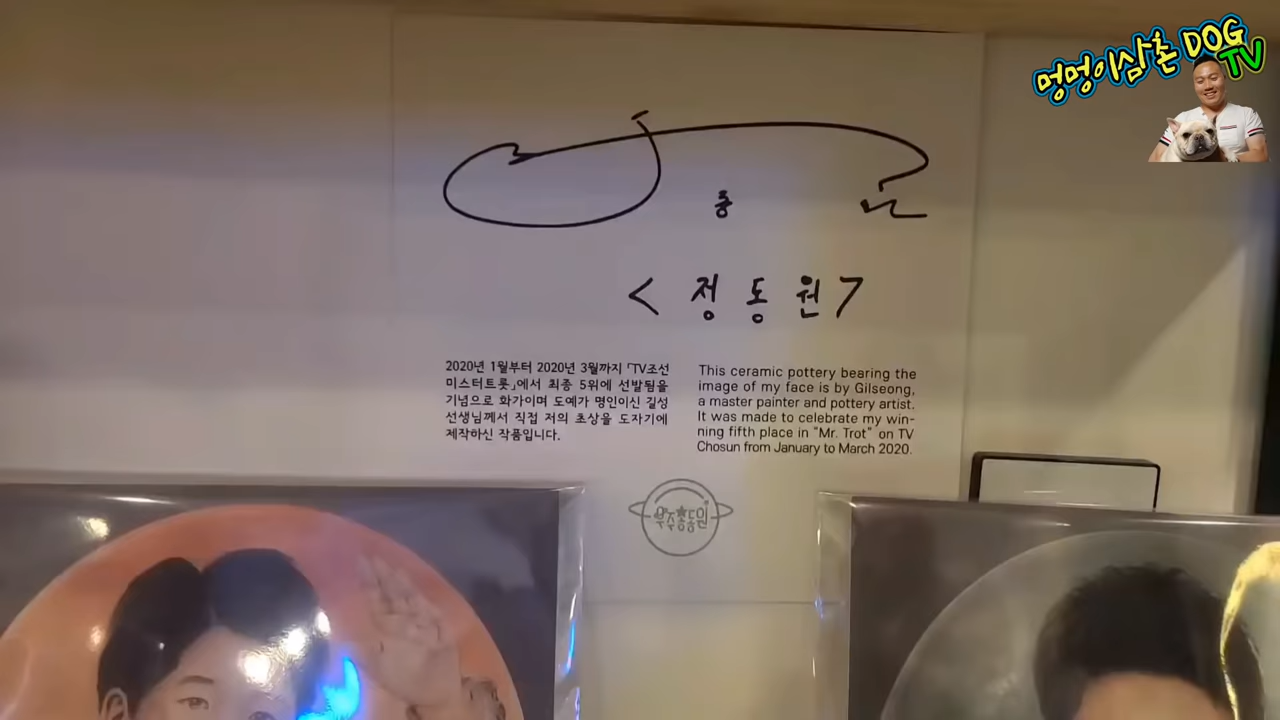 멍멍이삼촌 DOG
TV
< 정 동 원 >
2020년 1월부터 2020년 3월까지 「TV조선
미스터트롯」에서 최종 5위에 선발됨을
기념으로 화가이며 도예가 명인이신 길성
선생님께서 직접 저의 초상을 도자기에
제작하신 작품입니다.
This ceramic pottery bearing the
image of my face is by Gilseong,
a master painter and pottery artist.
It was made to celebrate my win-
ning fifth place in "Mr. Trot" on TV
Chosun from January to March 2020.
우주총동원